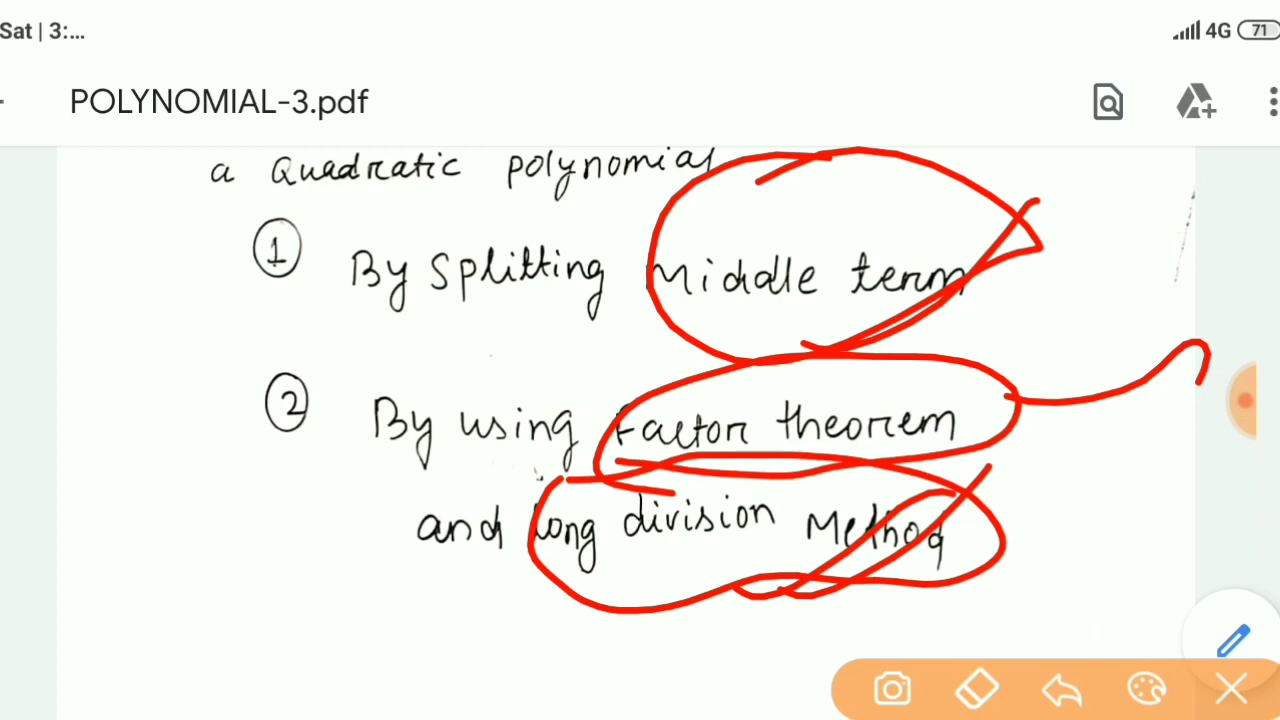 Sat | 3:...
4G 71
POLYNOMIAL-3.pdf
a Quadratic polynomial
1 By Splitting Middle term
2 By using Factor theorem
and long division Method